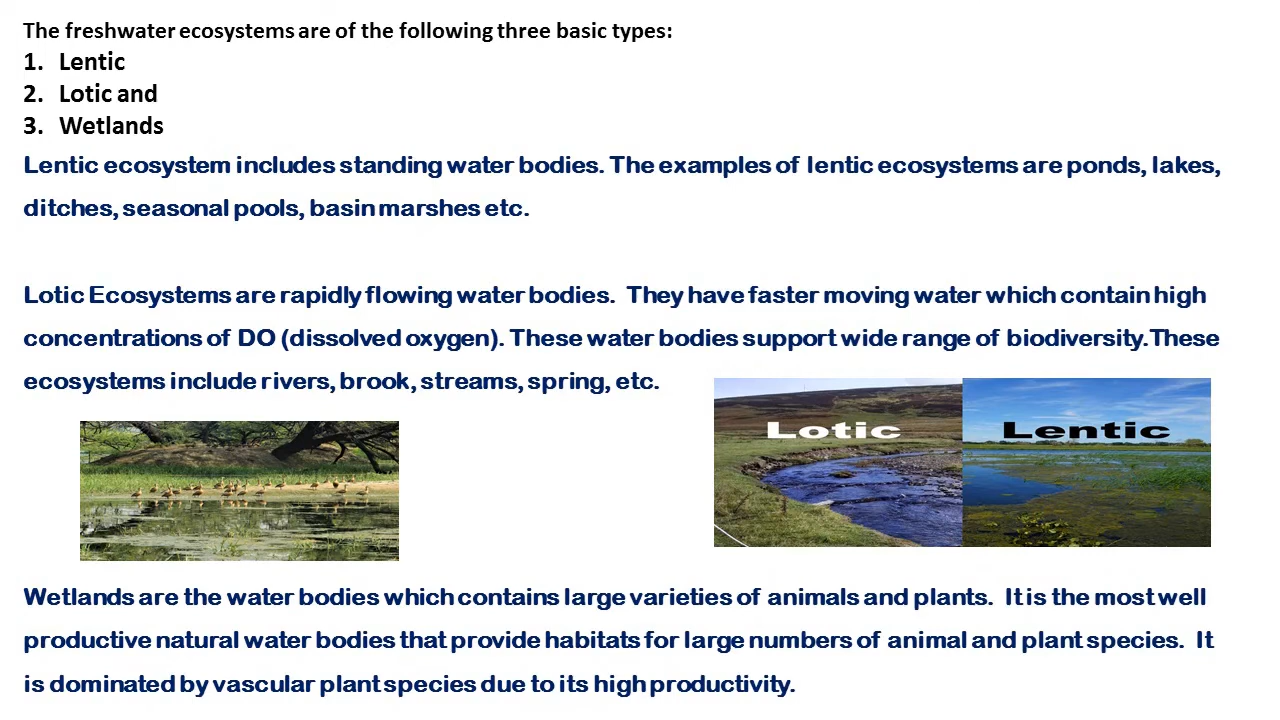 The freshwater ecosystems are of the following three basic types:
1. Lentic
2. Lotic and
3. Wetlands
Lentic ecosystem includes standing water bodies. The examples of lentic ecosystems are ponds, lakes,
ditches, seasonal pools, basin marshes etc.
Lotic Ecosystems are rapidly flowing water bodies. They have faster moving water which contain high
concentrations of DO (dissolved oxygen). These water bodies support wide range of biodiversity.These
ecosystems include rivers, brook, streams, spring, etc.
Lotic
Lentic
Wetlands are the water bodies which contains large varieties of animals and plants. It is the most well
productive natural water bodies that provide habitats for large numbers of animal and plant species. It
is dominated by vascular plant species due to its high productivity.